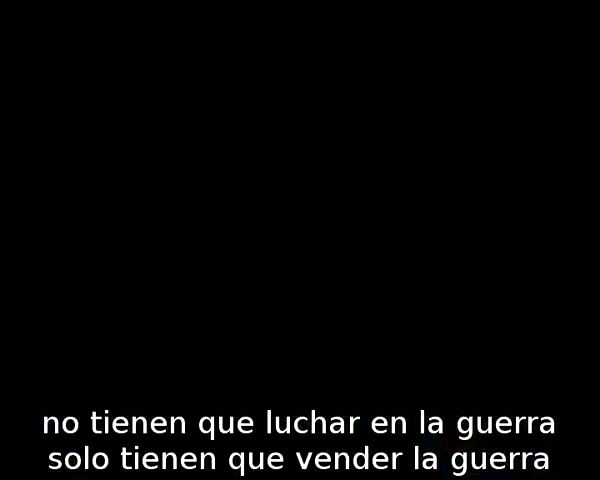 no tienen que luchar en la guerra
solo tienen que vender la guerra